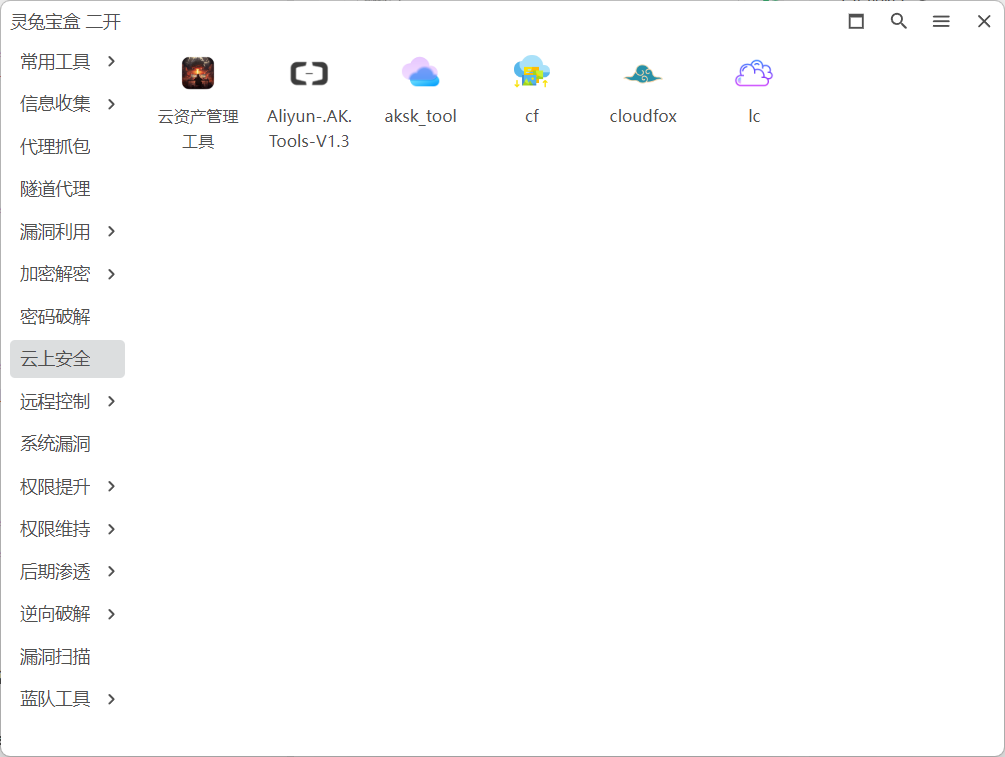 灵兔宝盒 二开
常用工具
信息收集
代理抓包
隧道代理
漏洞利用
加密解密
密码破解
云上安全
远程控制
系统漏洞
权限提升
权限维持
后期渗透
逆向破解
漏洞扫描
蓝队工具
云资产管理
工具
Aliyun-.AK.
Tools-V1.3
aksk_tool
cf
cloudfox
lc